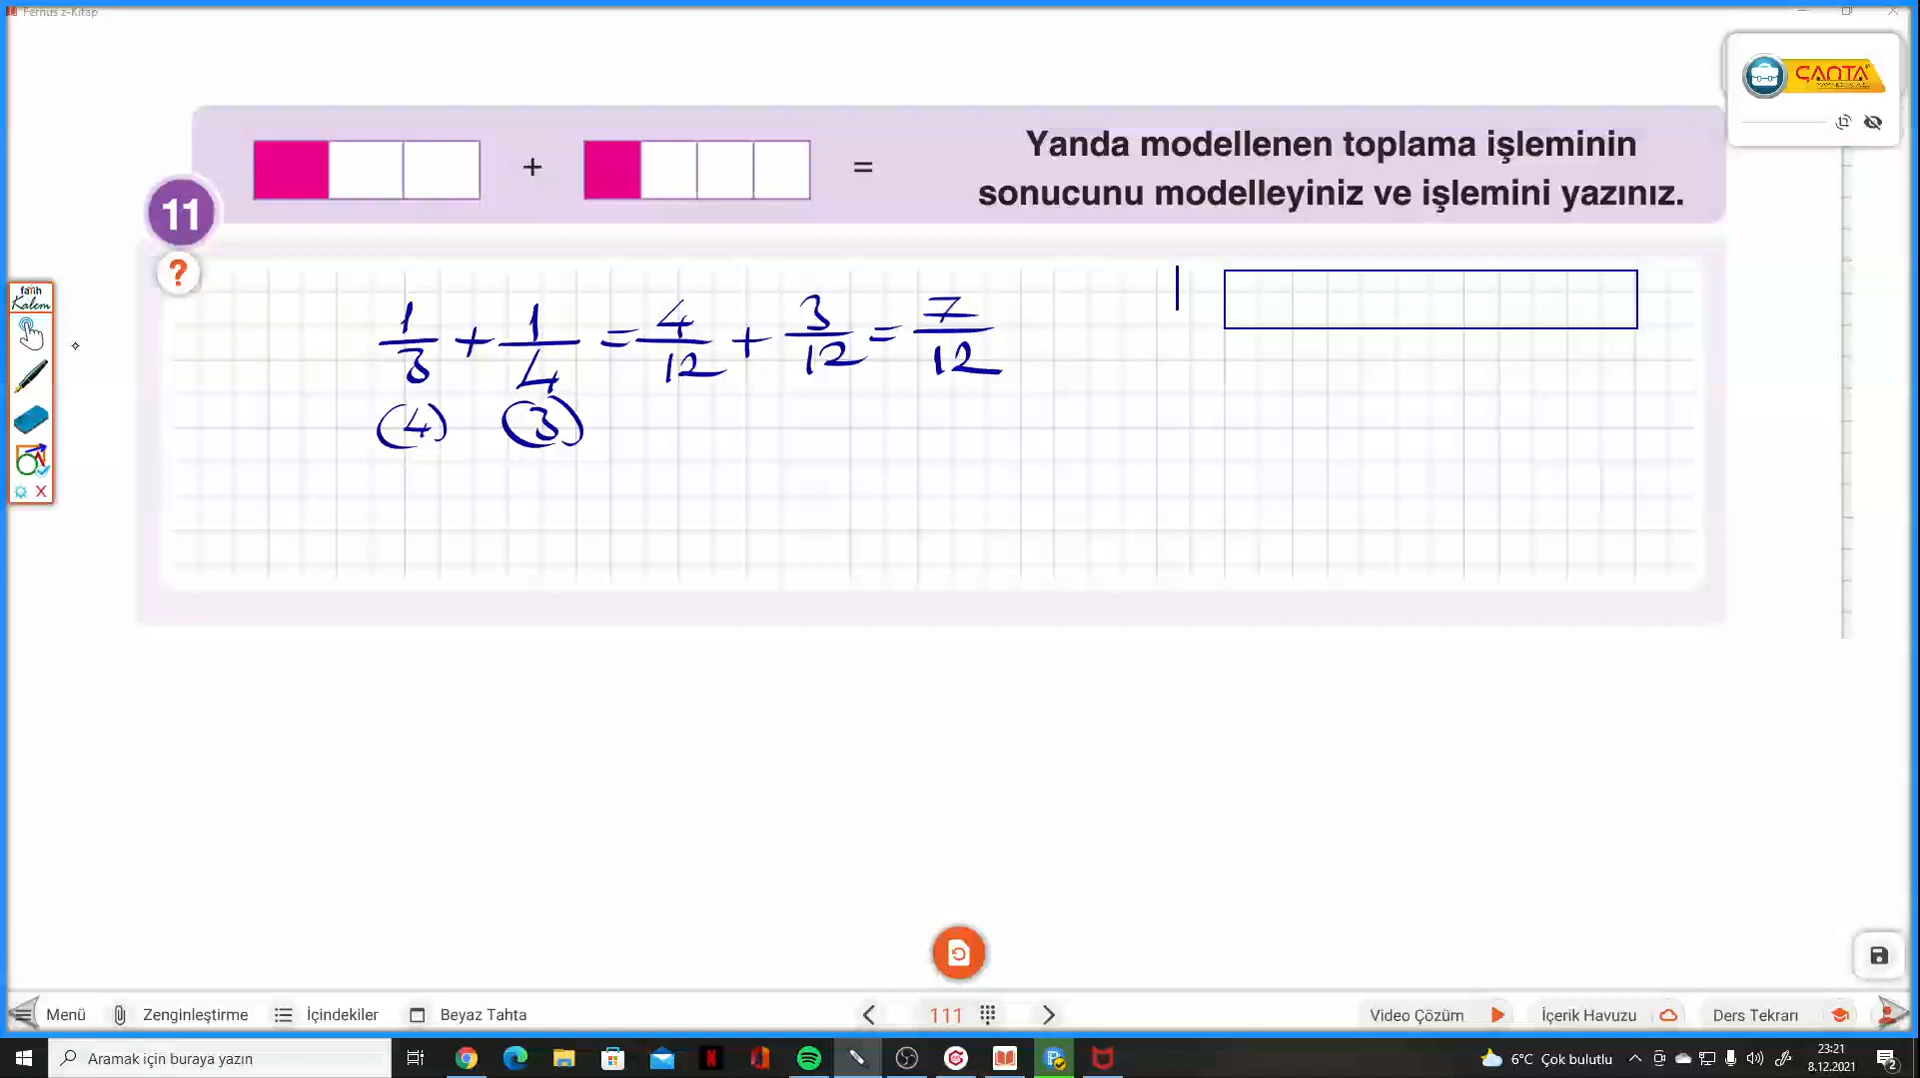 Fernus z-Kitap
ÇANTA
Yanda modellenen toplama işleminin
+ =
sonucunu modelleyiniz ve işlemini yazınız.
11
?
fatih
Kalem
1/3 + 1/4 = 4/12 + 3/12 = 7/12
(4) (3)
Menü Zenginleştirme İçindekiler Beyaz Tahta 111 Video Çözüm İçerik Havuzu Ders Tekrarı
Aramak için buraya yazın
6°C Çok bulutlu
23:21
8.12.2021
2